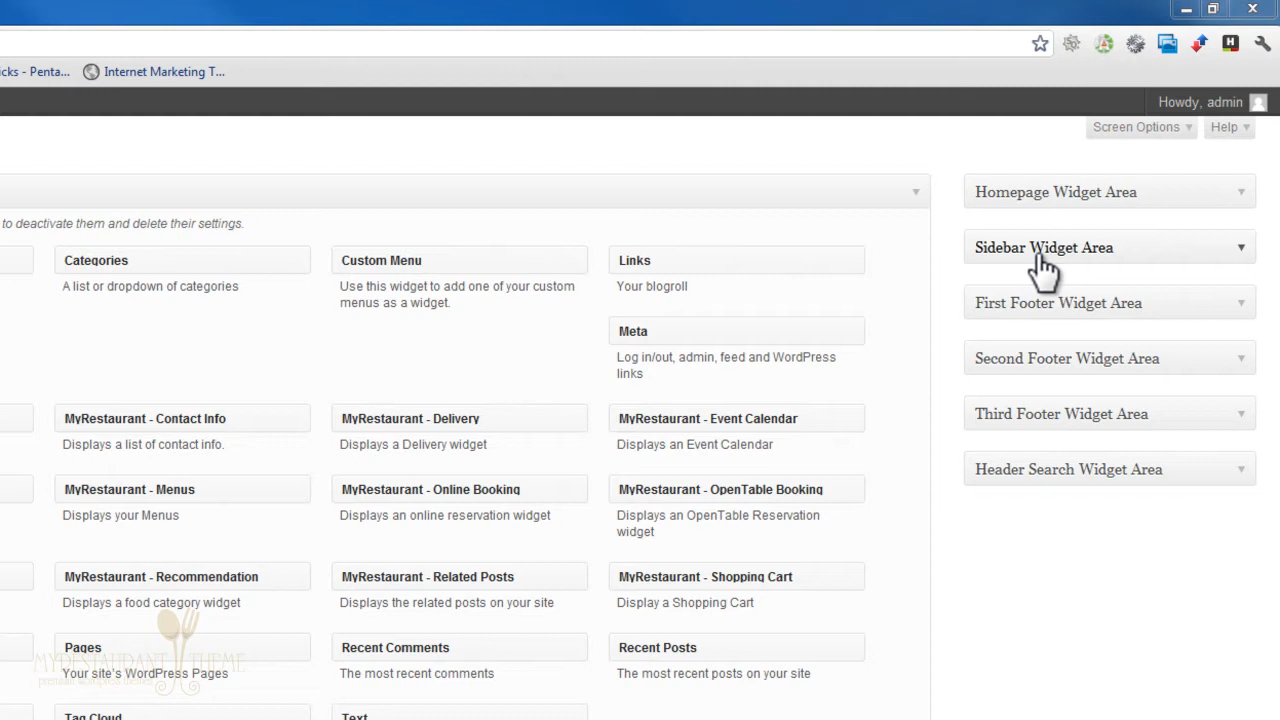 icks - Penta...
Internet Marketing T...
Howdy, admin
Screen Options
Help
Homepage Widget Area
to deactivate them and delete their settings.
Sidebar Widget Area
Categories
Custom Menu
Links
A list or dropdown of categories
Use this widget to add one of your custom
menus as a widget.
Your blogroll
First Footer Widget Area
Meta
Log in/out, admin, feed and WordPress
links
Second Footer Widget Area
Third Footer Widget Area
MyRestaurant - Contact Info
MyRestaurant - Delivery
MyRestaurant - Event Calendar
Displays a list of contact info.
Displays a Delivery widget
Displays an Event Calendar
Header Search Widget Area
MyRestaurant - Menus
MyRestaurant - Online Booking
MyRestaurant - OpenTable Booking
Displays your Menus
Displays an online reservation widget
Displays an OpenTable Reservation
widget
MyRestaurant - Recommendation
MyRestaurant - Related Posts
MyRestaurant - Shopping Cart
Displays a food category widget
Displays the related posts on your site
Display a Shopping Cart
Pages
Recent Comments
Recent Posts
MYRESTAURANT THEME
Your site's WordPress Pages
The most recent comments
The most recent posts on your site
Tag Cloud
Text